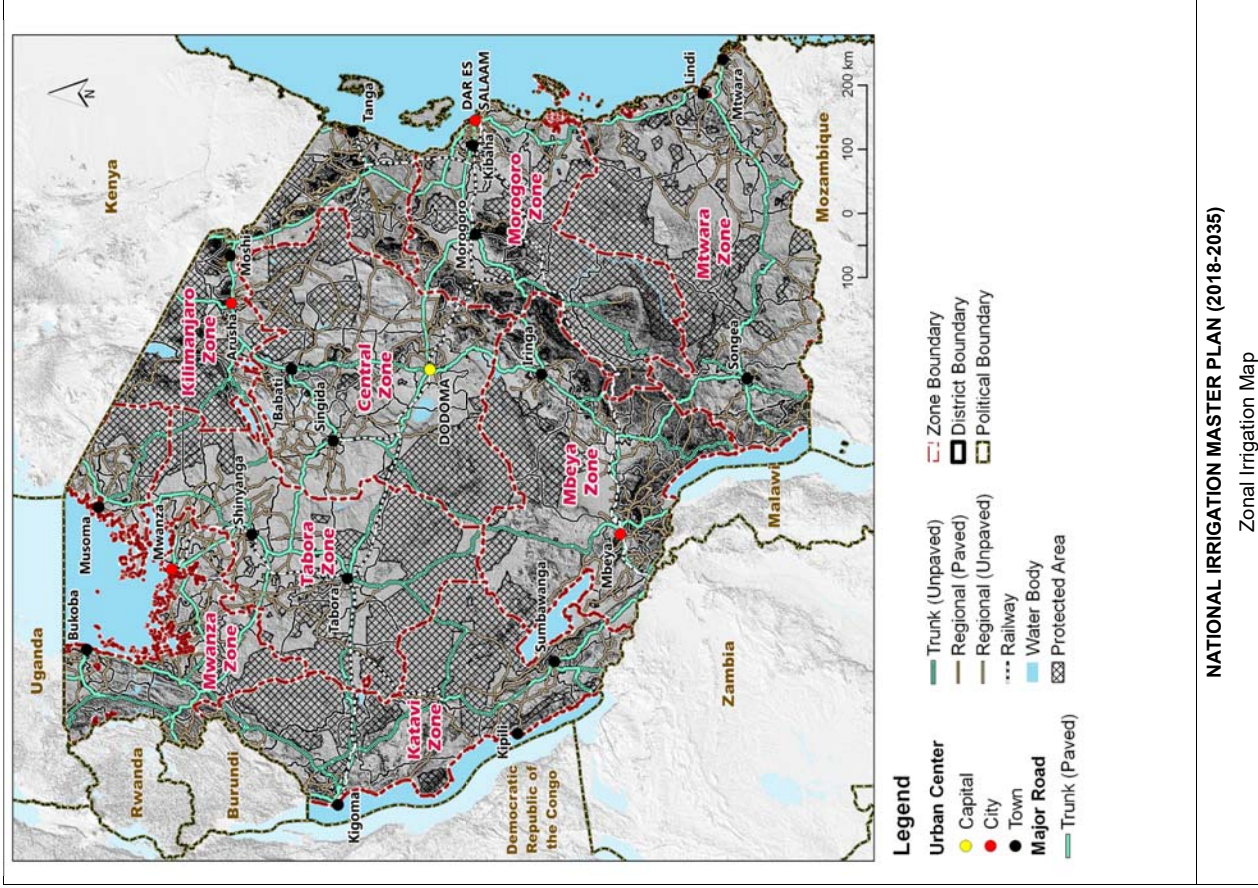 Uganda
Kenya
Rwanda
Burundi
Democratic
Republic of
the Congo
Zambia
Malawi
Mozambique
N
Bukoba
Musoma
Mwanza
Mwanza
Zone
Shinyanga
Kilimanjaro
Zone
Arusha
Moshi
Babati
Singida
Tabora
Zone
Tabora
Kigoma
Central
Zone
DODOMA
Tanga
DAR ES
SALAAM
Kibaha
Morogoro
Morogoro
Zone
Katavi
Zone
Kipili
Sumbawanga
Mbeya
Mbeya
Zone
Iringa
Songea
Mtwara
Zone
Lindi
Mtwara
100 0 100 200 km
Legend
Urban Center
Capital
City
Town
Major Road
Trunk (Paved)
Trunk (Unpaved)
Regional (Paved)
Regional (Unpaved)
Railway
Water Body
Protected Area
Zone Boundary
District Boundary
Political Boundary
NATIONAL IRRIGATION MASTER PLAN (2018-2035)
Zonal Irrigation Map